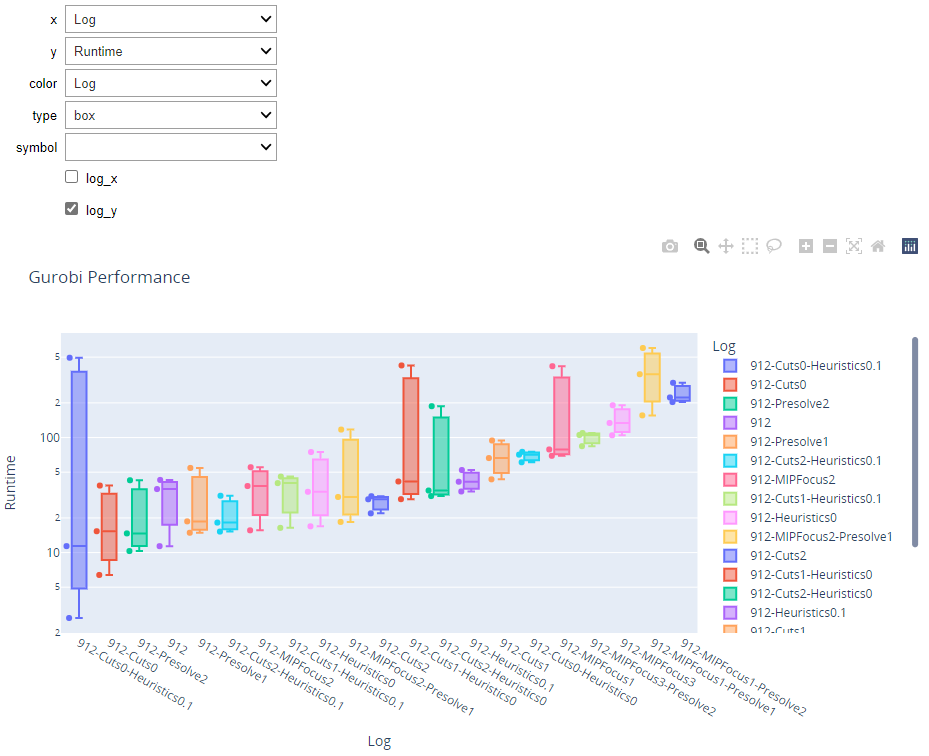 x Log
y Runtime
color Log
type box
symbol
log_x
log_y
Gurobi Performance
Runtime
5
2
100
5
2
10
5
2
912-Cuts0-Heuristics0.1
912-Cuts0
912-Presolve2
912
912-Presolve1
912-Cuts2-Heuristics0.1
912-MIPFocus2
912-Cuts1-Heuristics0.1
912-Heuristics0
912-MIPFocus2-Presolve1
912-Cuts2
912-Cuts1-Heuristics0
912-Cuts2-Heuristics0
912-Heuristics0.1
912-Cuts1
912-Cuts0-Heuristics0
912-MIPFocus1
912-MIPFocus3-Presolve2
912-MIPFocus3
912-MIPFocus1-Presolve1
912-MIPFocus1-Presolve2
Log
Log
912-Cuts0-Heuristics0.1
912-Cuts0
912-Presolve2
912
912-Presolve1
912-Cuts2-Heuristics0.1
912-MIPFocus2
912-Cuts1-Heuristics0.1
912-Heuristics0
912-MIPFocus2-Presolve1
912-Cuts2
912-Cuts1-Heuristics0
912-Cuts2-Heuristics0
912-Heuristics0.1
912-Cuts1